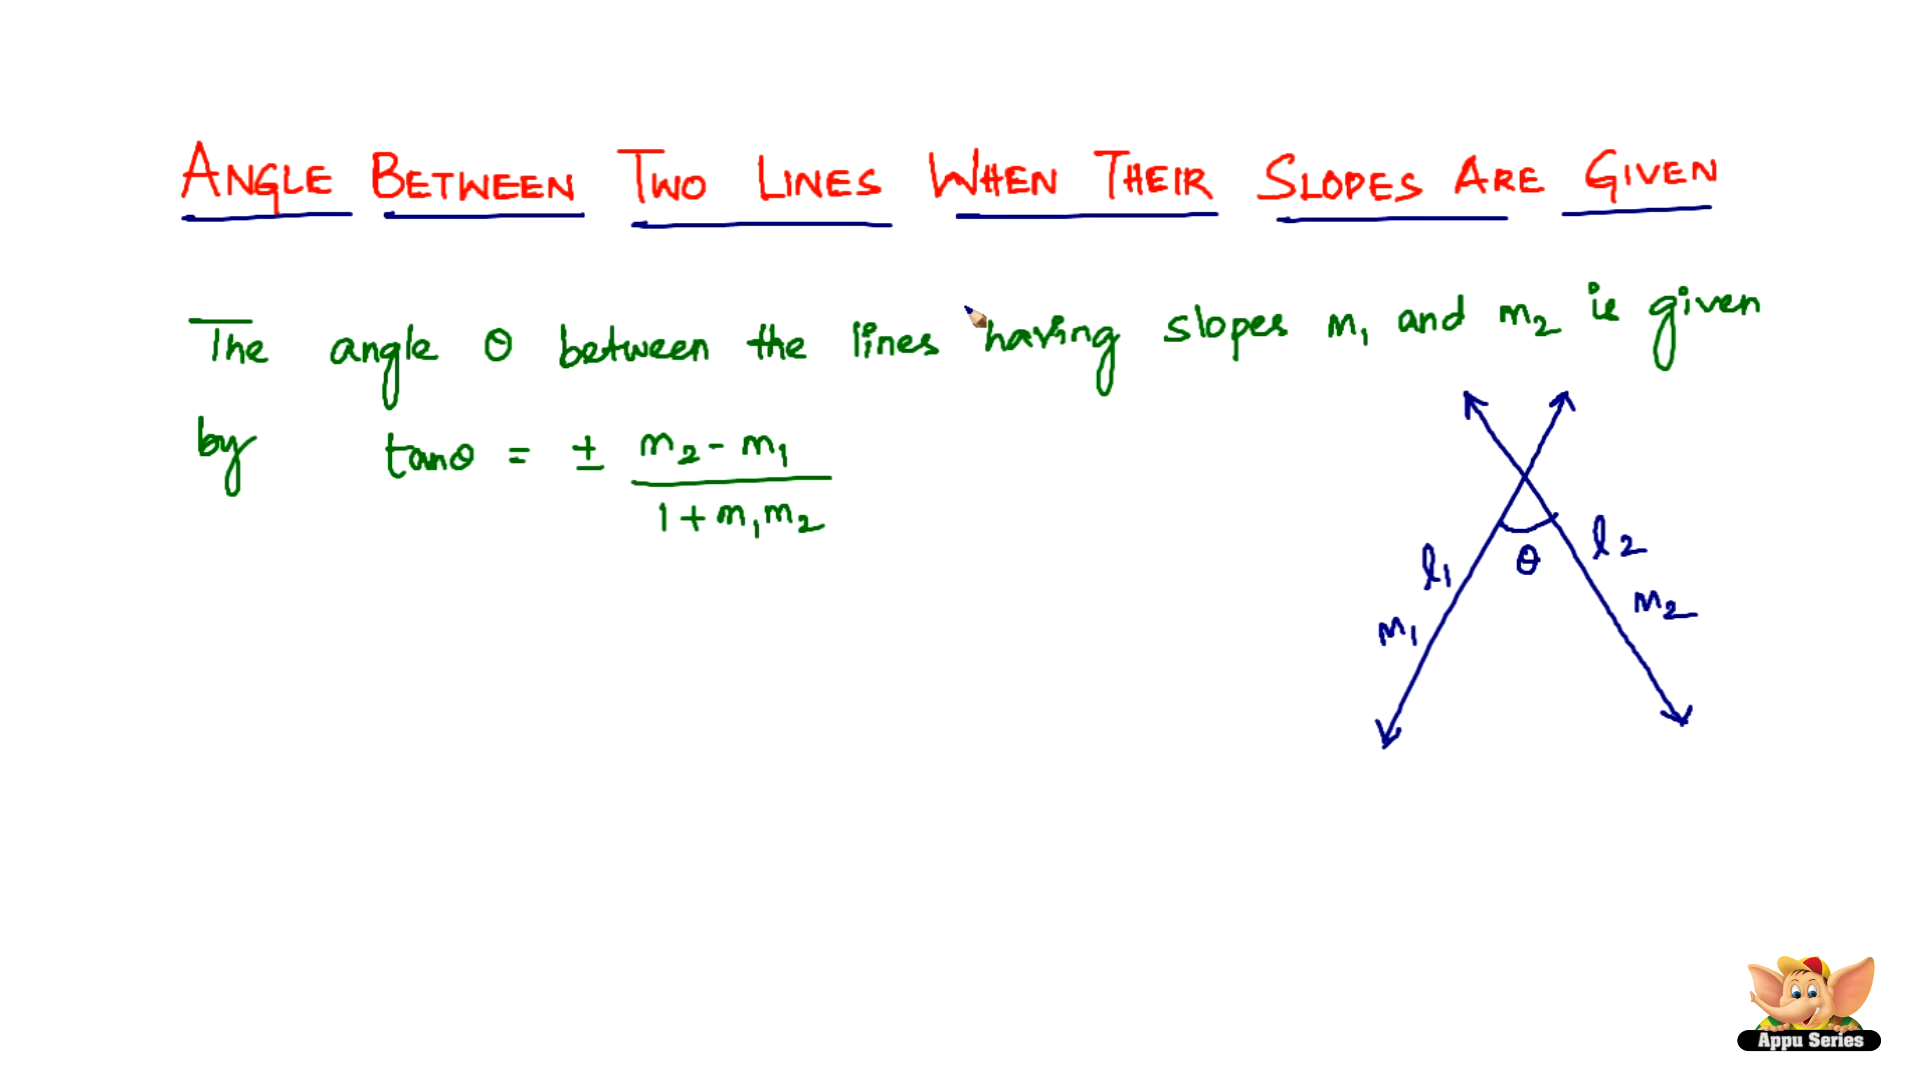 ANGLE BETWEEN TWO LINES WHEN THEIR SLOPES ARE GIVEN
The angle θ between the lines having slopes m₁ and m₂ is given
by tanθ = ± m₂ - m₁
1 + m₁m₂
l₁
θ
l₂
m₁
m₂
Appu Series